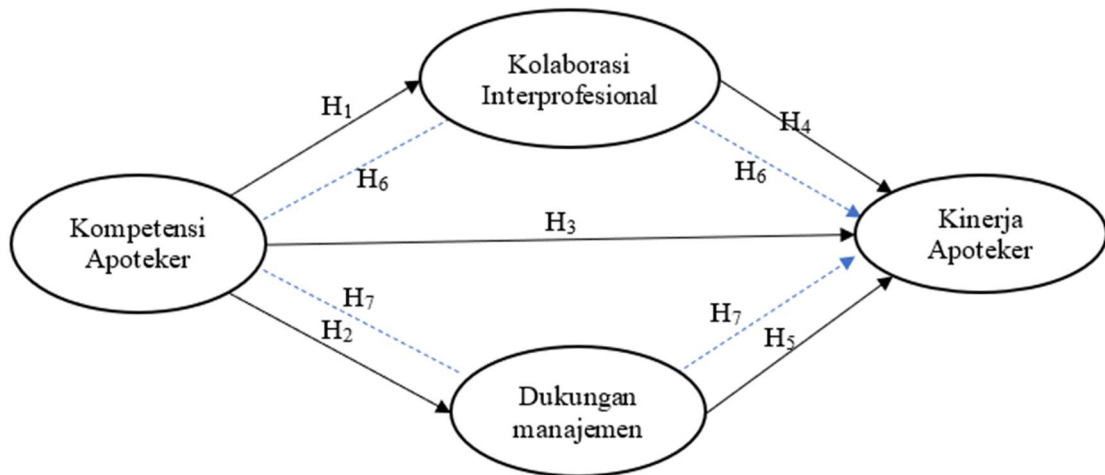 Kolaborasi
Interprofesional
H₁
H₄
H₆
H₆
Kompetensi
Apoteker
H₃
Kinerja
Apoteker
H₇
H₇
H₂
H₅
Dukungan
manajemen